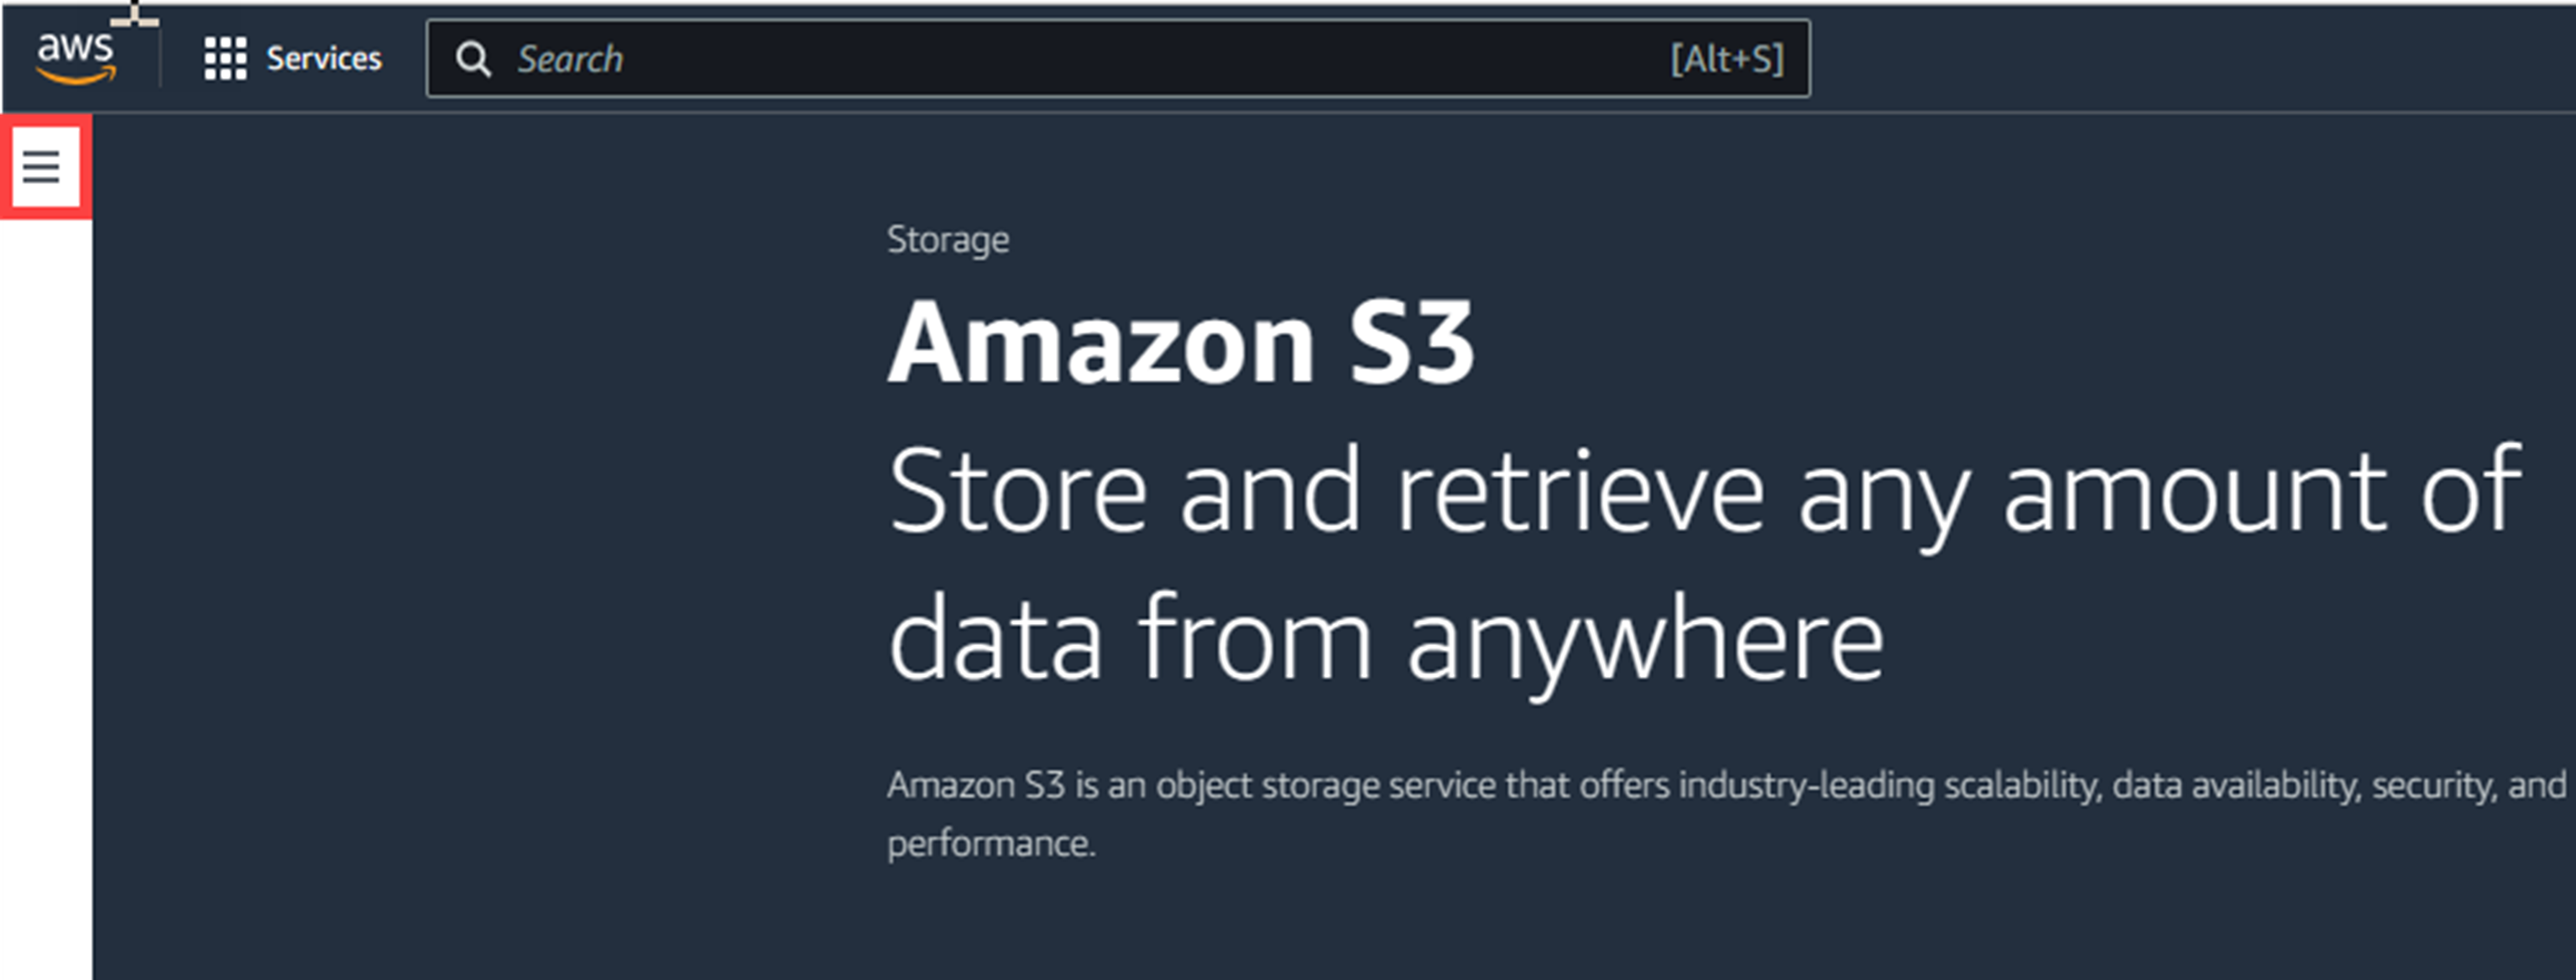 aws
Services
Search
[Alt+S]
Storage
Amazon S3
Store and retrieve any amount of
data from anywhere
Amazon S3 is an object storage service that offers industry-leading scalability, data availability, security, and
performance.